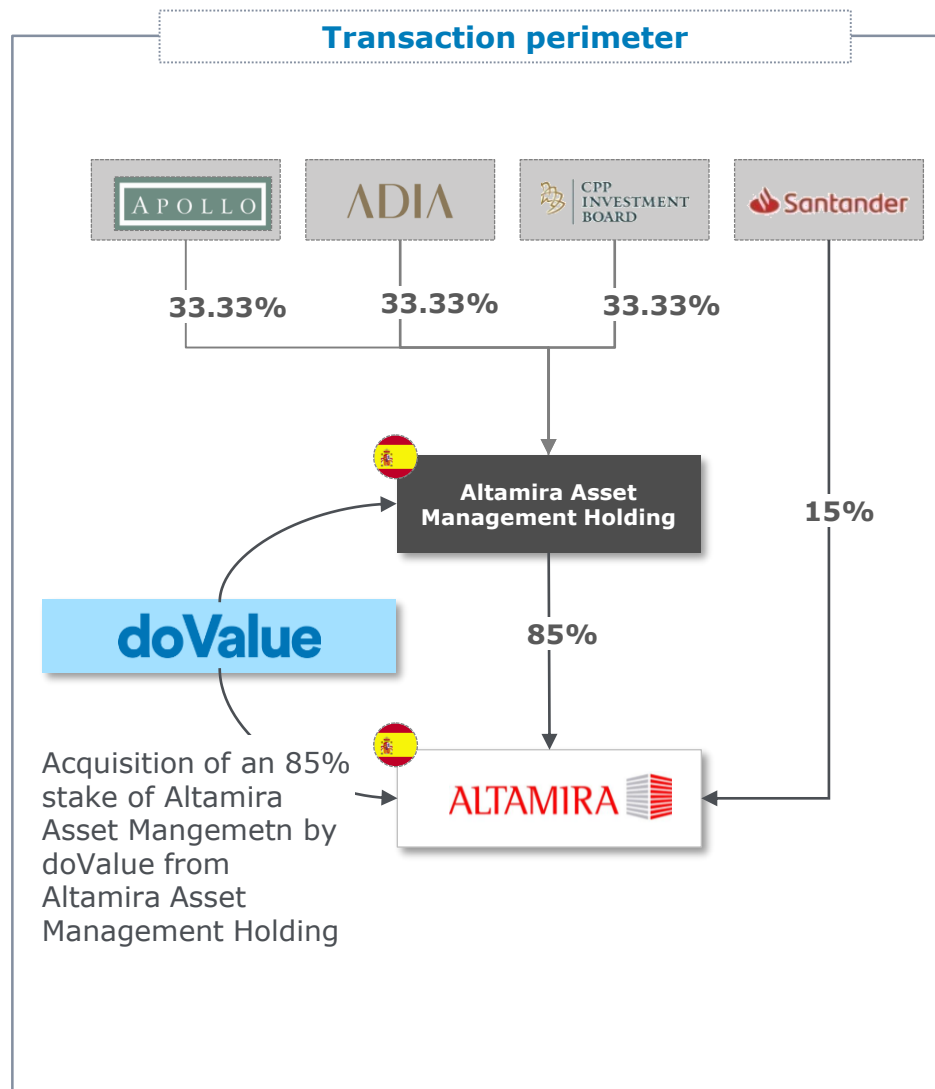 Transaction perimeter
APOLLO
ADIA
CPP
INVESTMENT
BOARD
Santander
33.33%
33.33%
33.33%
Altamira Asset
Management Holding
15%
doValue
85%
Acquisition of an 85%
stake of Altamira
Asset Mangemetn by
doValue from
Altamira Asset
Management Holding
ALTAMIRA